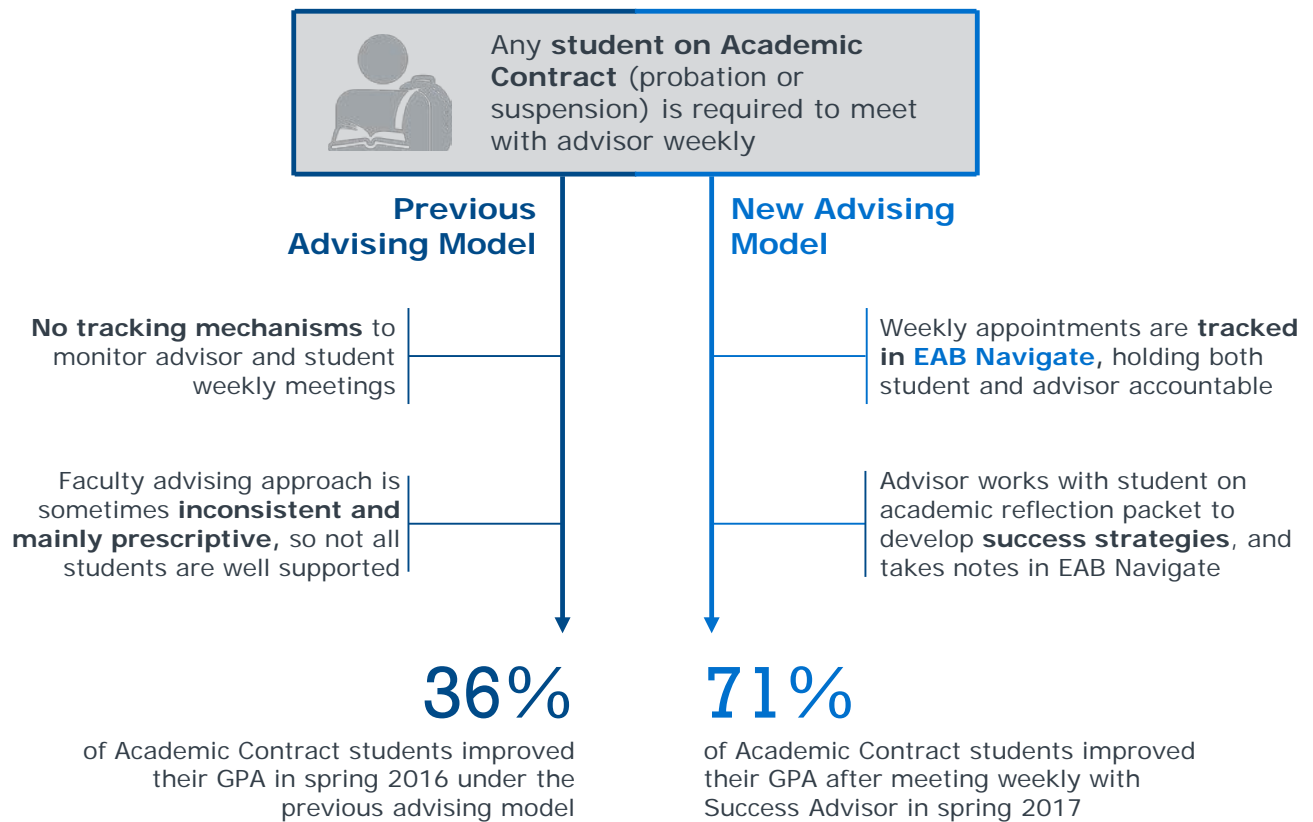 Any student on Academic
Contract (probation or
suspension) is required to meet
with advisor weekly
Previous
Advising Model
No tracking mechanisms to
monitor advisor and student
weekly meetings
Faculty advising approach is
sometimes inconsistent and
mainly prescriptive, so not all
students are well supported
36%
of Academic Contract students improved
their GPA in spring 2016 under the
previous advising model
New Advising
Model
Weekly appointments are tracked
in EAB Navigate, holding both
student and advisor accountable
Advisor works with student on
academic reflection packet to
develop success strategies, and
takes notes in EAB Navigate
71%
of Academic Contract students improved
their GPA after meeting weekly with
Success Advisor in spring 2017